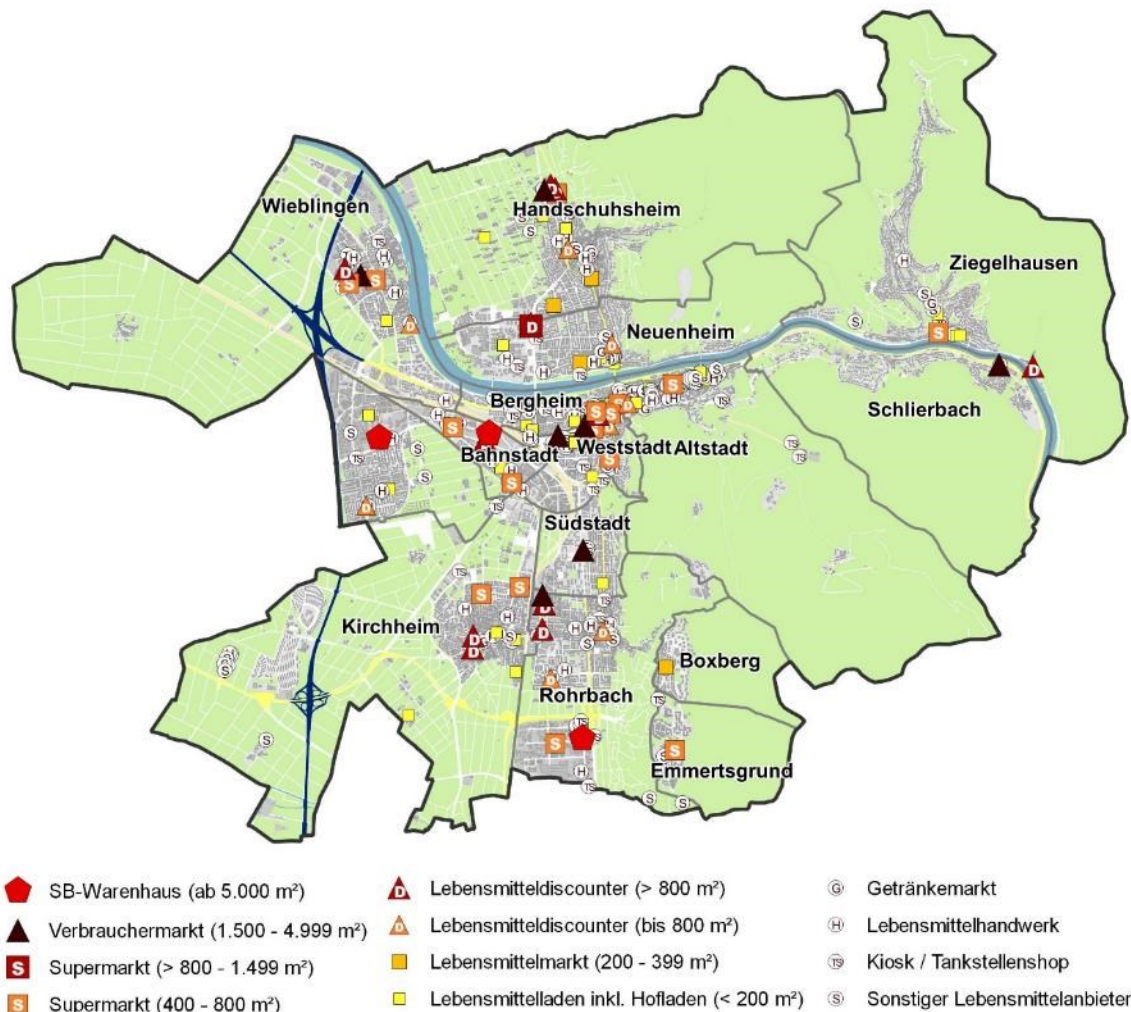 Wieblingen
Handschuhsheim
Ziegelhausen
Neuenheim
Schlierbach
Bergheim
Bahnstadt
Weststadt
Altstadt
Südstadt
Kirchheim
Boxberg
Rohrbach
Emmertsgrund
SB-Warenhaus (ab 5.000 m²)
Verbrauchermarkt (1.500 - 4.999 m²)
S Supermarkt (> 800 - 1.499 m²)
S Supermarkt (400 - 800 m²)
D Lebensmitteldiscounter (> 800 m²)
D Lebensmitteldiscounter (bis 800 m²)
Lebensmittelmarkt (200 - 399 m²)
Lebensmittelladen inkl. Hofladen (< 200 m²)
G Getränkemarkt
H Lebensmittelhandwerk
TS Kiosk / Tankstellenshop
S Sonstiger Lebensmittelanbieter